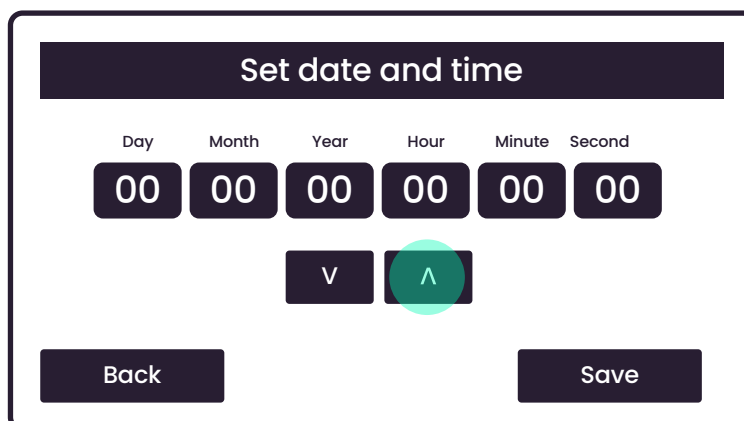 Set date and time
Day Month Year Hour Minute Second
00 00 00 00 00 00
V Λ
Back Save